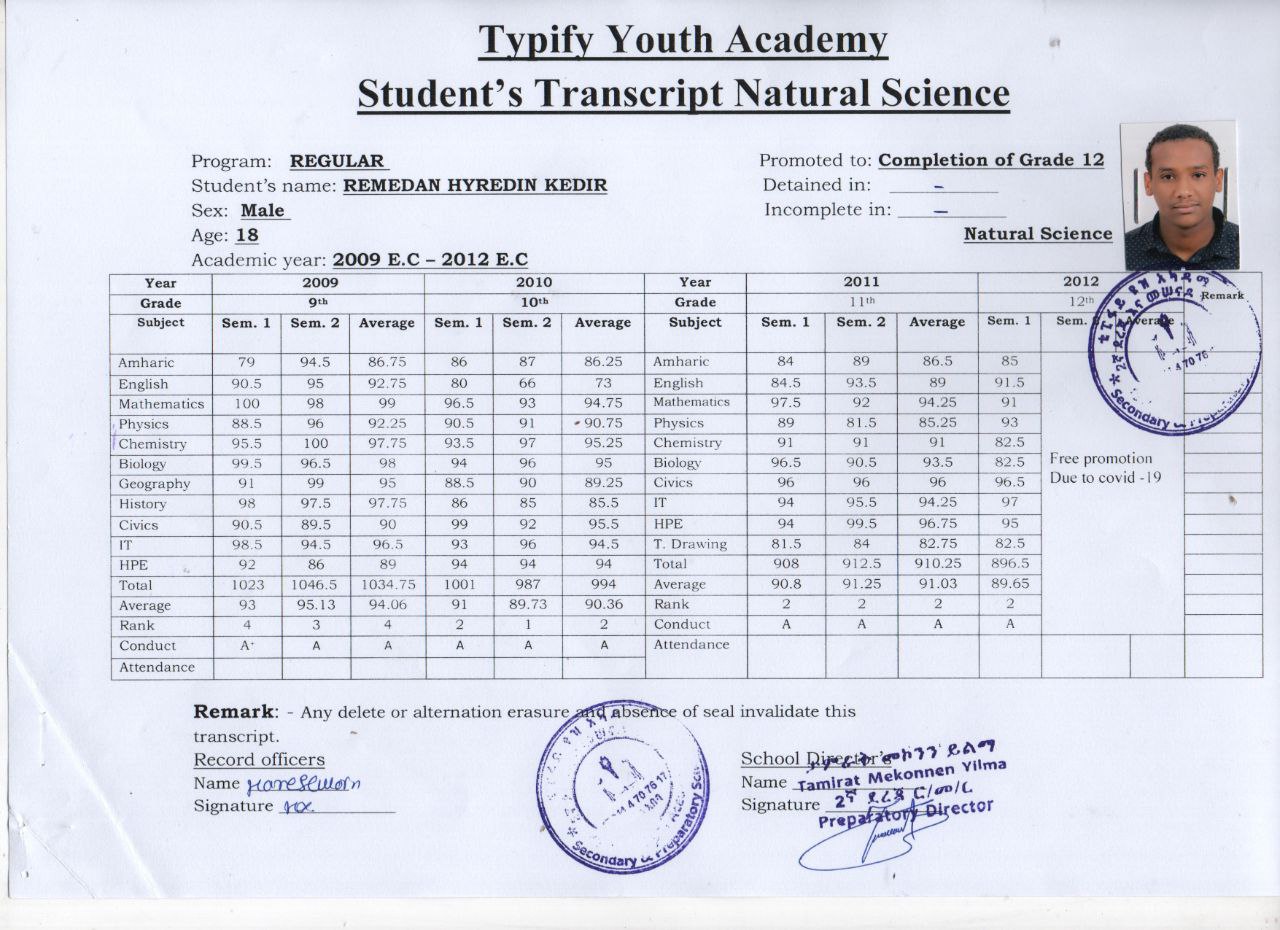 Typify Youth Academy
Student's Transcript Natural Science
Program: REGULAR
Promoted to: Completion of Grade 12
Student's name: REMEDAN HYREDIN KEDIR
Detained in: –
Sex: Male
Incomplete in: –
Age: 18
Natural Science
Academic year: 2009 E.C – 2012 E.C
Year 2009 2010 Year 2011 2012 Remark
Grade 9th 10th Grade 11th 12th
Subject Sem. 1 Sem. 2 Average Sem. 1 Sem. 2 Average Subject Sem. 1 Sem. 2 Average Sem. 1 Sem. Average
Amharic 79 94.5 86.75 86 87 86.25 Amharic 84 89 86.5 85
English 90.5 95 92.75 80 66 73 English 84.5 93.5 89 91.5
Mathematics 100 98 99 96.5 93 94.75 Mathematics 97.5 92 94.25 91
Physics 88.5 96 92.25 90.5 91 90.75 Physics 89 81.5 85.25 93
Chemistry 95.5 100 97.75 93.5 97 95.25 Chemistry 91 91 91 82.5
Biology 99.5 96.5 98 94 96 95 Biology 96.5 90.5 93.5 82.5
Geography 91 99 95 88.5 90 89.25 Civics 96 96 96 96.5
History 98 97.5 97.75 86 85 85.5 IT 94 95.5 94.25 97
Civics 90.5 89.5 90 99 92 95.5 HPE 94 99.5 96.75 95
IT 98.5 94.5 96.5 93 96 94.5 T. Drawing 81.5 84 82.75 82.5
HPE 92 86 89 94 94 94 Total 908 912.5 910.25 896.5
Total 1023 1046.5 1034.75 1001 987 994 Average 90.8 91.25 91.03 89.65
Average 93 95.13 94.06 91 89.73 90.36 Rank 2 2 2 2
Rank 4 3 4 2 1 2 Conduct A A A A
Conduct A A A A A A Attendance
Attendance
Free promotion
Due to covid -19
Secondary & Preparatory
Remark: - Any delete or alternation erasure and absence of seal invalidate this
transcript.
Record officers
Name
Signature
Secondary & Preparatory
School Director's
Name Tamirat Mekonnen Yilma
Signature
Preparatory Director